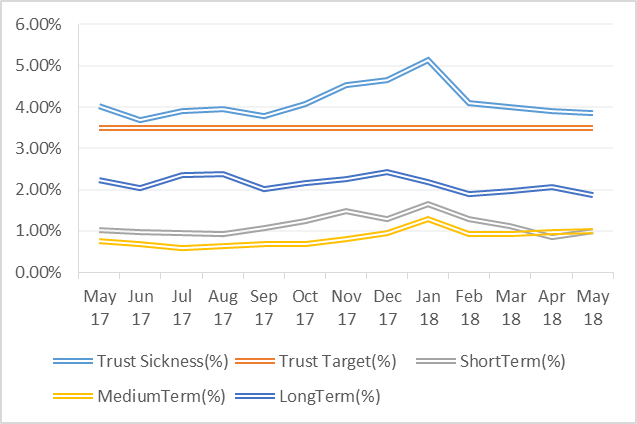 6.00%
5.00%
4.00%
3.00%
2.00%
1.00%
0.00%
May Jun Jul Aug Sep Oct Nov Dec Jan Feb Mar Apr May
17 17 17 17 17 17 17 17 18 18 18 18 18
Trust Sickness(%) Trust Target(%) ShortTerm(%)
MediumTerm(%) LongTerm(%)